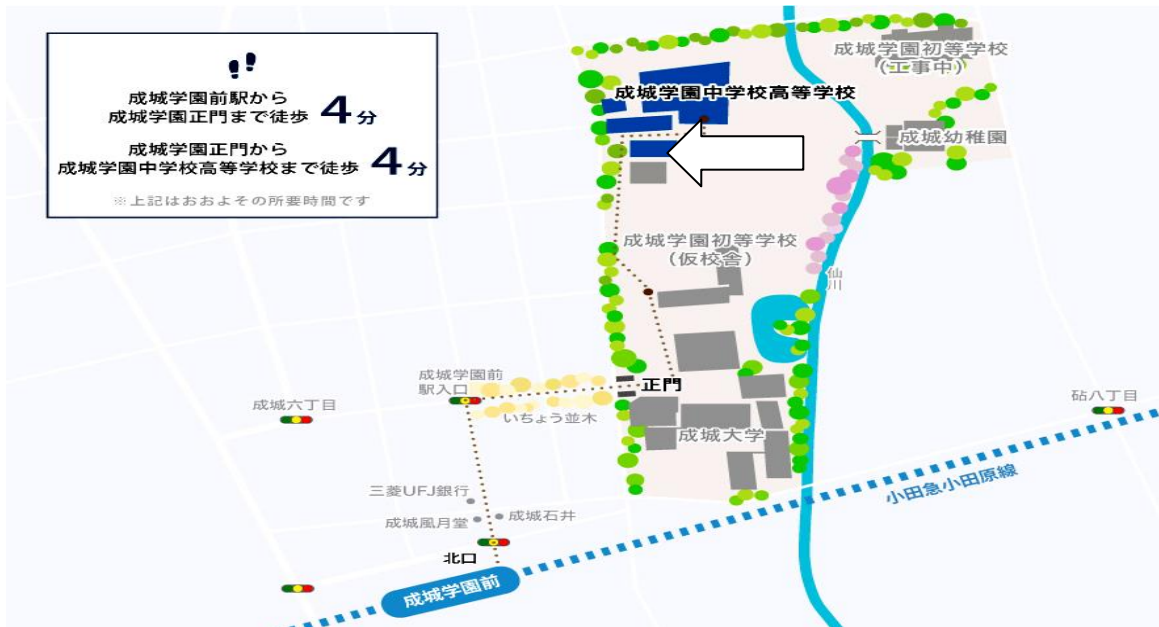 成城学園前駅から
成城学園正門まで徒歩 4分
成城学園正門から
成城学園中学校高等学校まで徒歩 4分
※上記はおおよその所要時間です
成城学園初等学校
(工事中)
成城学園中学校高等学校
成城幼稚園
成城学園初等学校
(仮校舎)
仙川
成城学園前
駅入口
正門
成城六丁目
いちょう並木
砧八丁目
成城大学
三菱UFJ銀行
成城石井
成城風月堂
小田急小田原線
北口
成城学園前